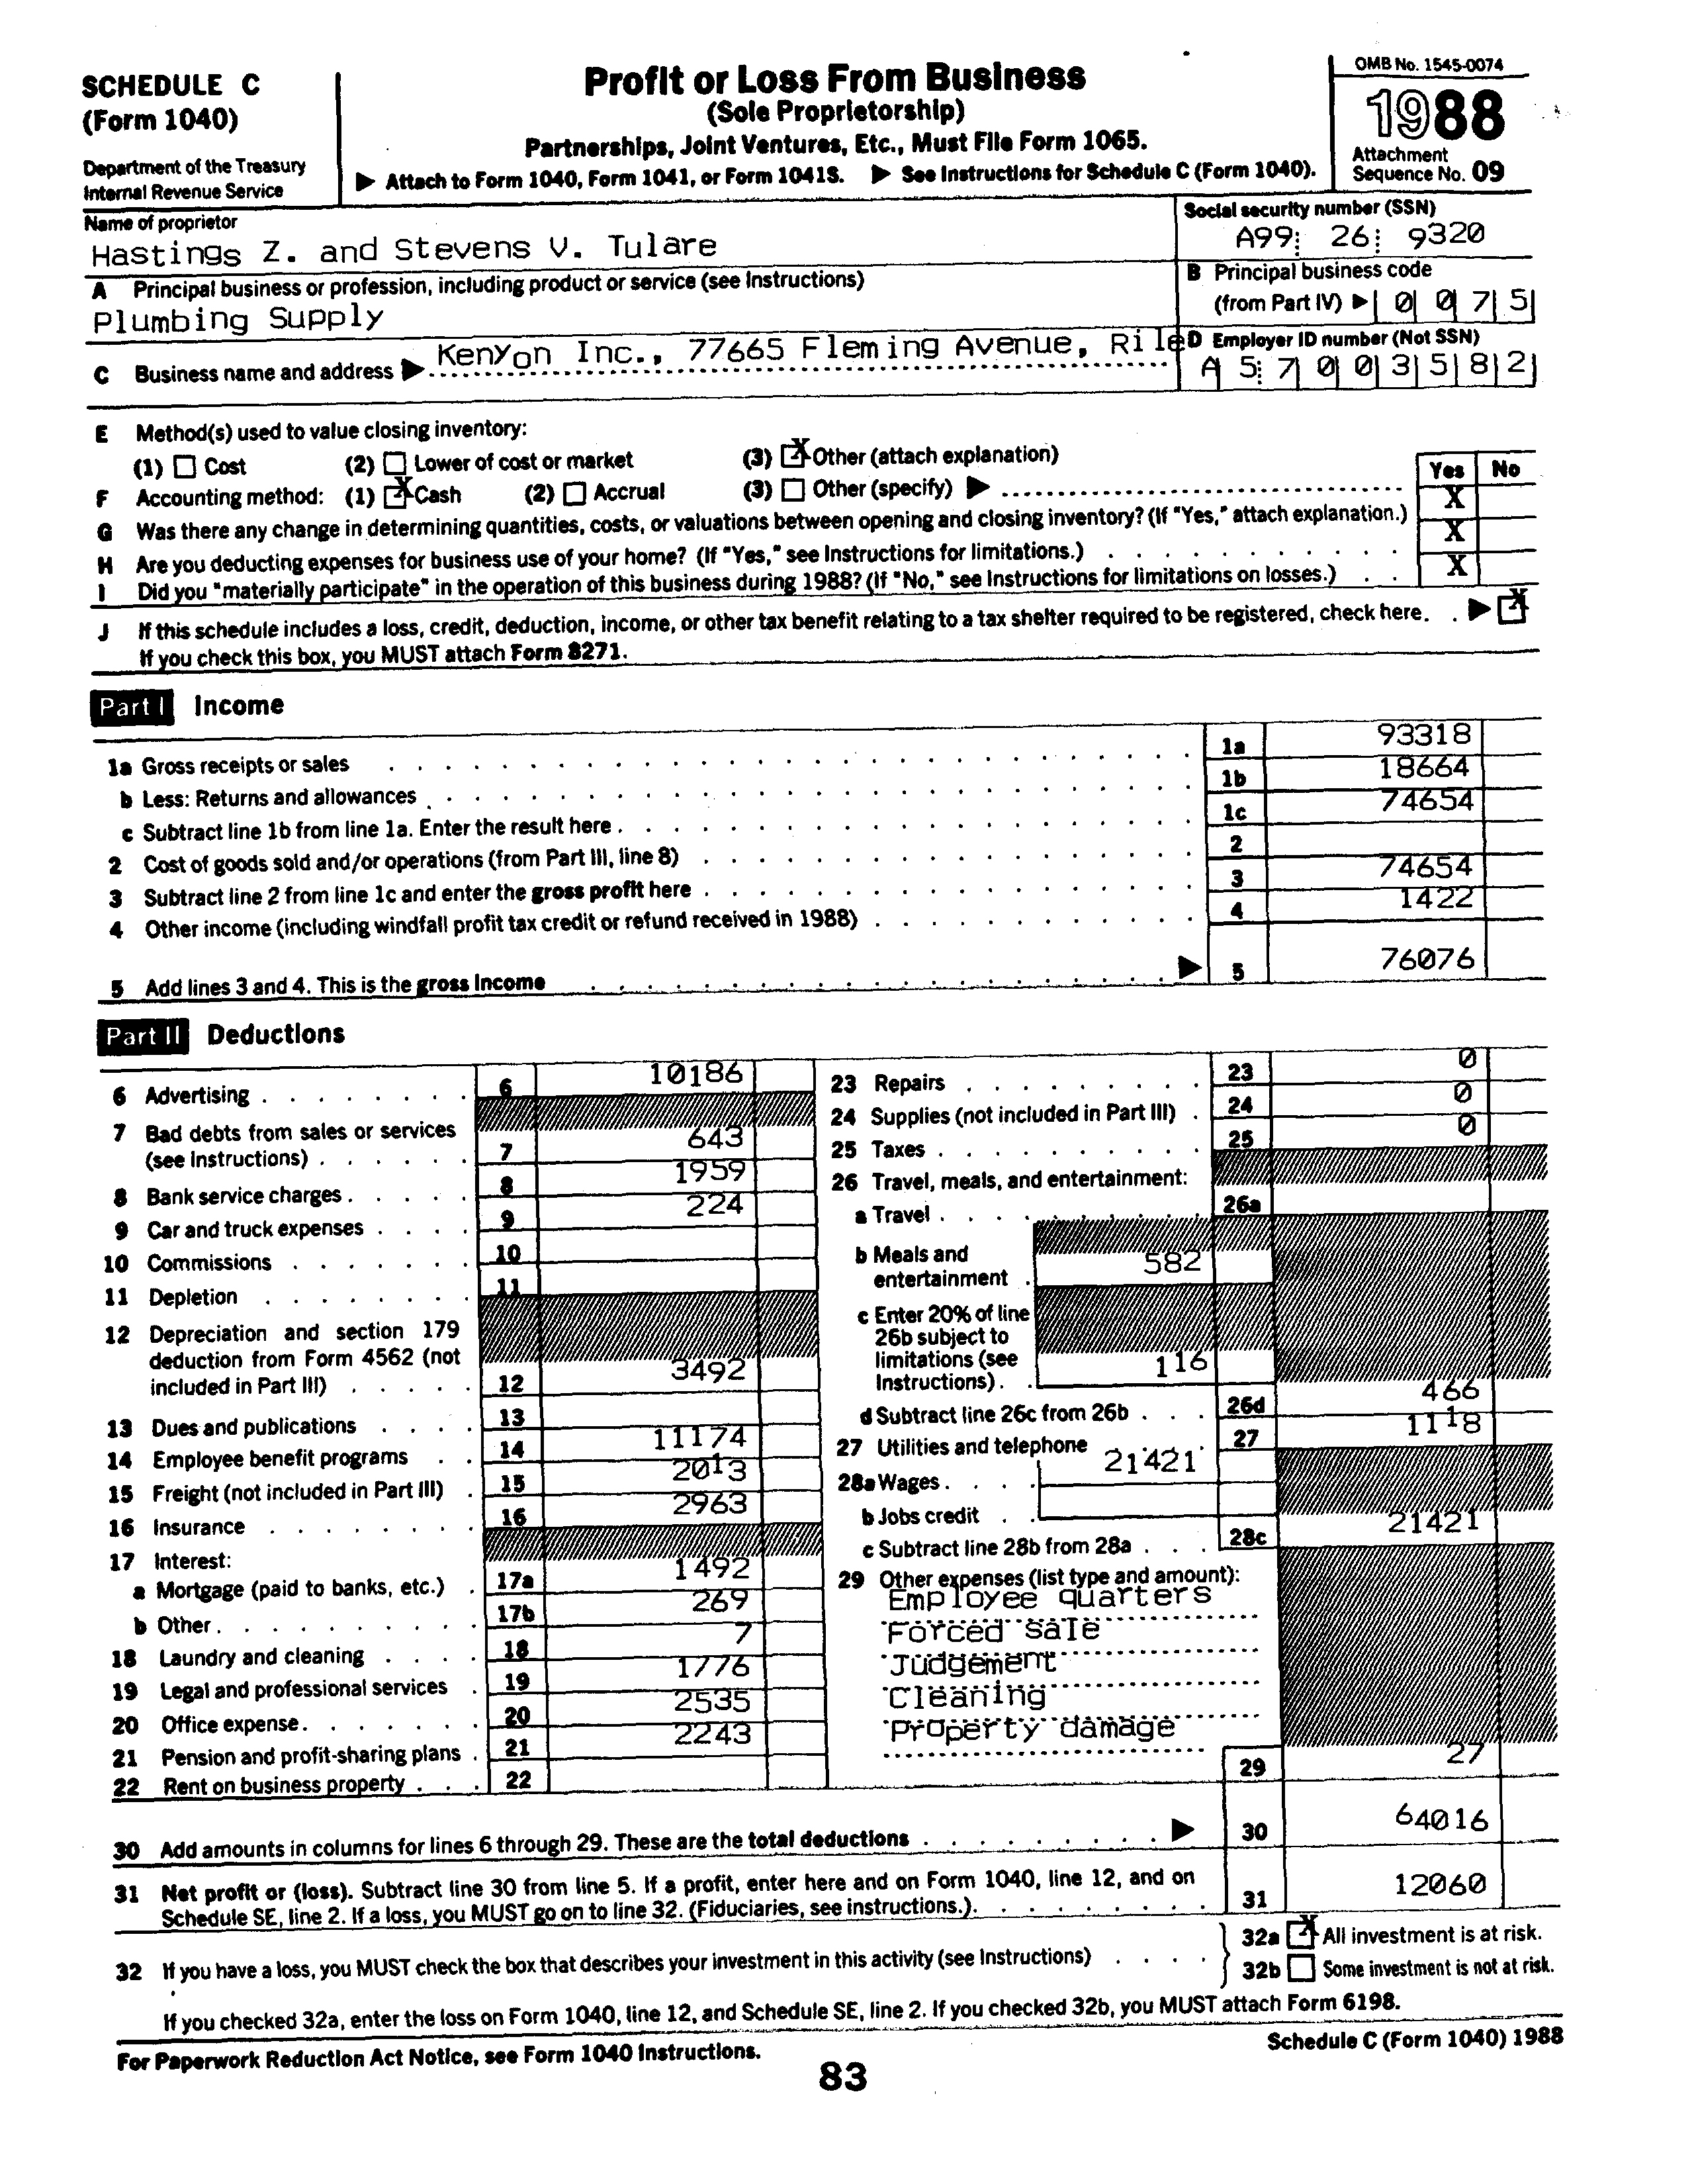 SCHEDULE C
(Form 1040)
Department of the Treasury
Internal Revenue Service
Profit or Loss From Business
(Sole Proprietorship)
Partnerships, Joint Ventures, Etc., Must File Form 1065.
▶ Attach to Form 1040, Form 1041, or Form 1041S. ▶ See Instructions for Schedule C (Form 1040).
OMB No. 1545-0074
1988
Attachment
Sequence No. 09
Name of proprietor
Hastings Z. and Stevens V. Tulare
Social security number (SSN)
A99 26 9320
A Principal business or profession, including product or service (see Instructions)
Plumbing Supply
B Principal business code
(from Part IV) ▶ 0 0 7 5
C Business name and address ▶ Kenyon Inc., 77665 Fleming Avenue, Rile
D Employer ID number (Not SSN)
A 5 7 0 0 3 5 8 2
E Method(s) used to value closing inventory:
(1) Cost (2) Lower of cost or market (3) X Other (attach explanation)
Yes No
F Accounting method: (1) X Cash (2) Accrual (3) Other (specify) ▶
G Was there any change in determining quantities, costs, or valuations between opening and closing inventory? (If "Yes," attach explanation.) X
H Are you deducting expenses for business use of your home? (If "Yes," see Instructions for limitations.) X
I Did you "materially participate" in the operation of this business during 1988? (If "No," see Instructions for limitations on losses.) X
J If this schedule includes a loss, credit, deduction, income, or other tax benefit relating to a tax shelter required to be registered, check here. ▶ X
If you check this box, you MUST attach Form 8271.
Part I Income
1a Gross receipts or sales 1a 93318
b Less: Returns and allowances 1b 18664
c Subtract line 1b from line 1a. Enter the result here 1c 74654
2 Cost of goods sold and/or operations (from Part III, line 8) 2
3 Subtract line 2 from line 1c and enter the gross profit here 3 74654
4 Other income (including windfall profit tax credit or refund received in 1988) 4 1422
5 Add lines 3 and 4. This is the gross Income ▶ 5 76076
Part II Deductions
6 Advertising 6 10186
7 Bad debts from sales or services
(see Instructions) 7 643
8 Bank service charges 8 1959
9 Car and truck expenses 9 224
10 Commissions 10
11 Depletion 11
12 Depreciation and section 179
deduction from Form 4562 (not
included in Part III) 12 3492
13 Dues and publications 13
14 Employee benefit programs 14 11174
15 Freight (not included in Part III) 15 2013
16 Insurance 16 2963
17 Interest:
a Mortgage (paid to banks, etc.) 17a 1492
b Other 17b 269
18 Laundry and cleaning 18 7
19 Legal and professional services 19 1776
20 Office expense 20 2535
21 Pension and profit-sharing plans 21 2243
22 Rent on business property 22
23 Repairs 23 0
24 Supplies (not included in Part III) 24 0
25 Taxes 25 0
26 Travel, meals, and entertainment:
a Travel 26a
b Meals and
entertainment 582
c Enter 20% of line
26b subject to
limitations (see
Instructions) 116
d Subtract line 26c from 26b 26d 466
27 Utilities and telephone 27 1118
28a Wages 21421
b Jobs credit
c Subtract line 28b from 28a 28c 21421
29 Other expenses (list type and amount):
Employee quarters
Forced sale
Judgement
Cleaning
Property damage
29 27
30 Add amounts in columns for lines 6 through 29. These are the total deductions ▶ 30 64016
31 Net profit or (loss). Subtract line 30 from line 5. If a profit, enter here and on Form 1040, line 12, and on
Schedule SE, line 2. If a loss, you MUST go on to line 32. (Fiduciaries, see instructions.) 31 12060
32 If you have a loss, you MUST check the box that describes your investment in this activity (see Instructions)
32a X All investment is at risk.
32b Some investment is not at risk.
If you checked 32a, enter the loss on Form 1040, line 12, and Schedule SE, line 2. If you checked 32b, you MUST attach Form 6198.
For Paperwork Reduction Act Notice, see Form 1040 Instructions.
Schedule C (Form 1040) 1988
83